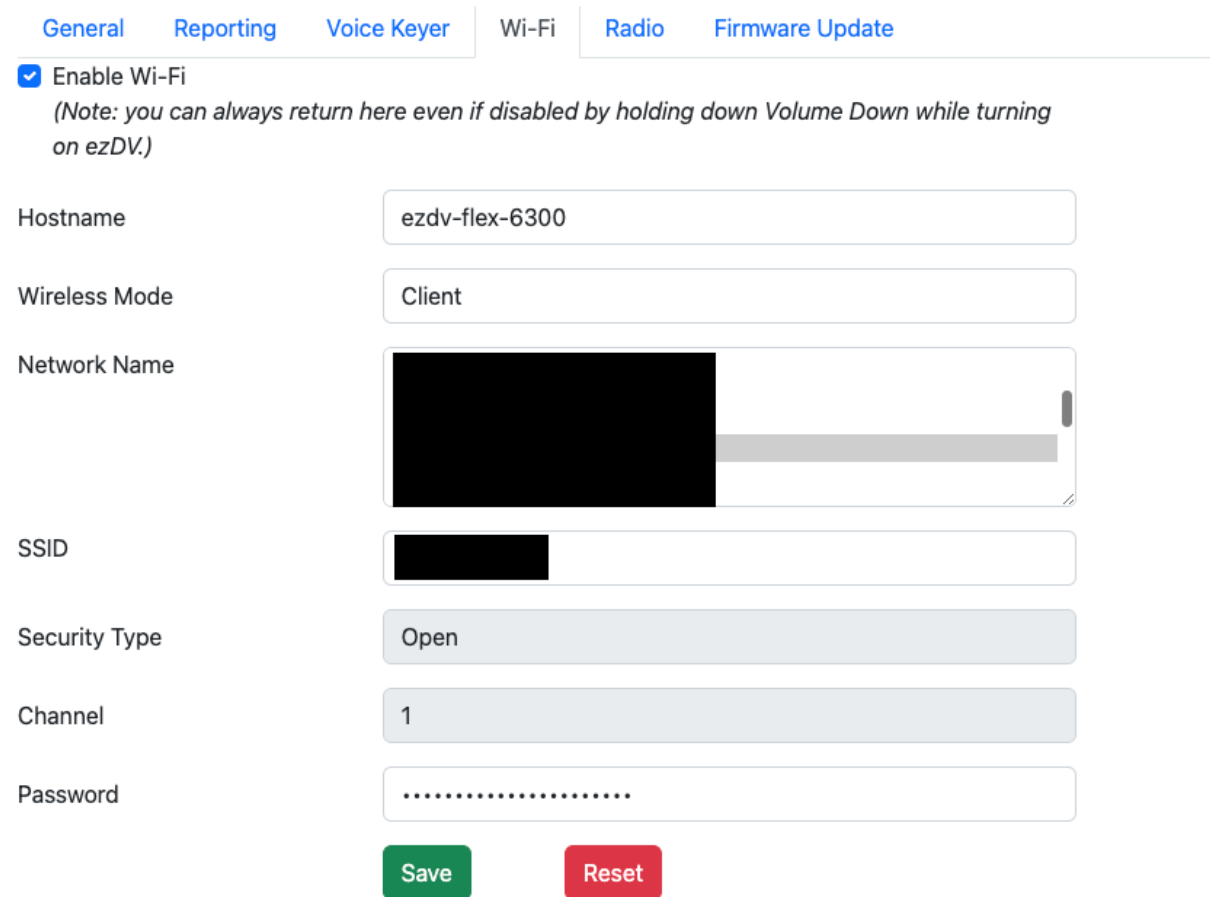 General Reporting Voice Keyer Wi-Fi Radio Firmware Update
Enable Wi-Fi
(Note: you can always return here even if disabled by holding down Volume Down while turning
on ezDV.)
Hostname ezdv-flex-6300
Wireless Mode Client
Network Name
SSID
Security Type Open
Channel 1
Password ••••••••••••••••••••••
Save Reset